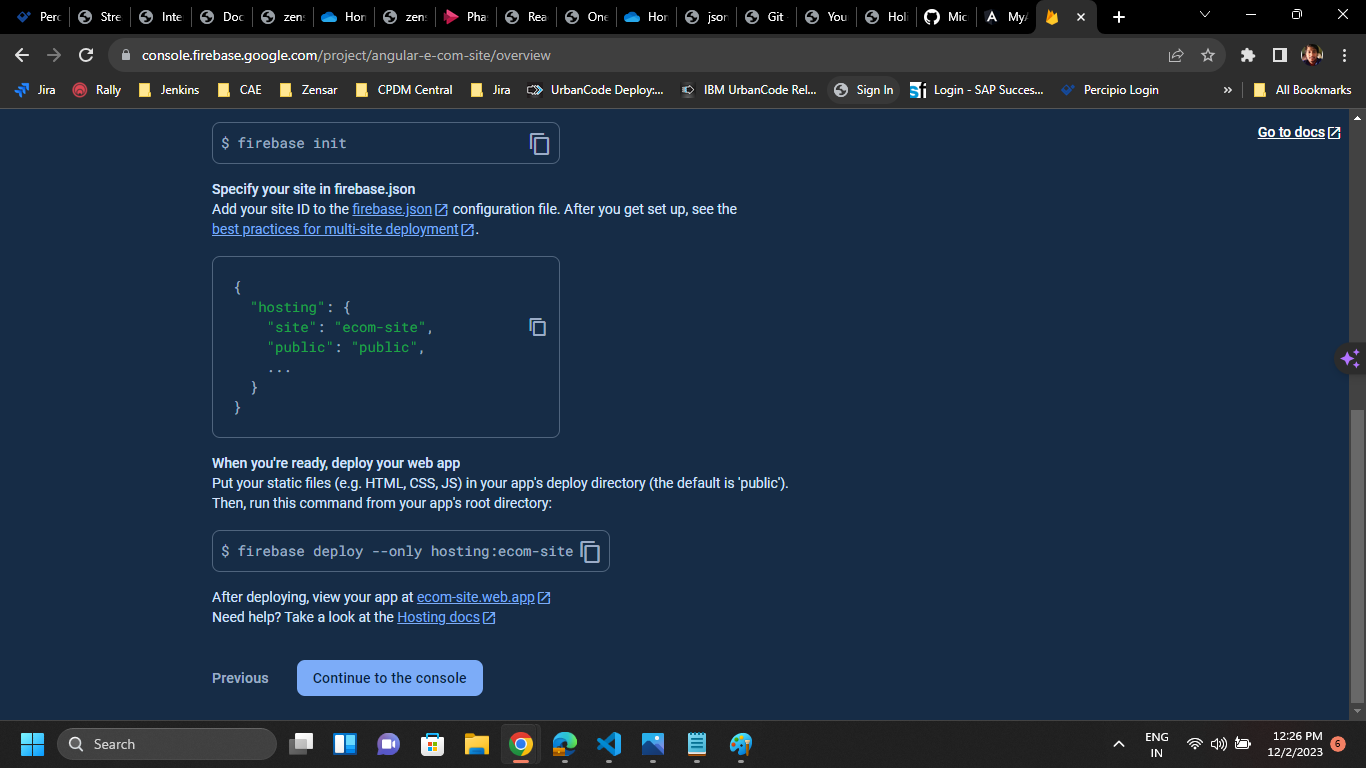 Perc
Stre
Inte
Doc
zens
Hon
zens
Pha
Rea
One
Hon
json
Git
You
Holi
Mic
MyA
console.firebase.google.com/project/angular-e-com-site/overview
Jira
Rally
Jenkins
CAE
Zensar
CPDM Central
Jira
UrbanCode Deploy:...
IBM UrbanCode Rel...
Sign In
Login - SAP Succes...
Percipio Login
»
All Bookmarks
Go to docs
$ firebase init
Specify your site in firebase.json
Add your site ID to the firebase.json configuration file. After you get set up, see the
best practices for multi-site deployment.
{
"hosting": {
"site": "ecom-site",
"public": "public",
...
}
}
When you're ready, deploy your web app
Put your static files (e.g. HTML, CSS, JS) in your app's deploy directory (the default is 'public').
Then, run this command from your app's root directory:
$ firebase deploy --only hosting:ecom-site
After deploying, view your app at ecom-site.web.app
Need help? Take a look at the Hosting docs
Previous
Continue to the console
Search
ENG
IN
12:26 PM
12/2/2023
6